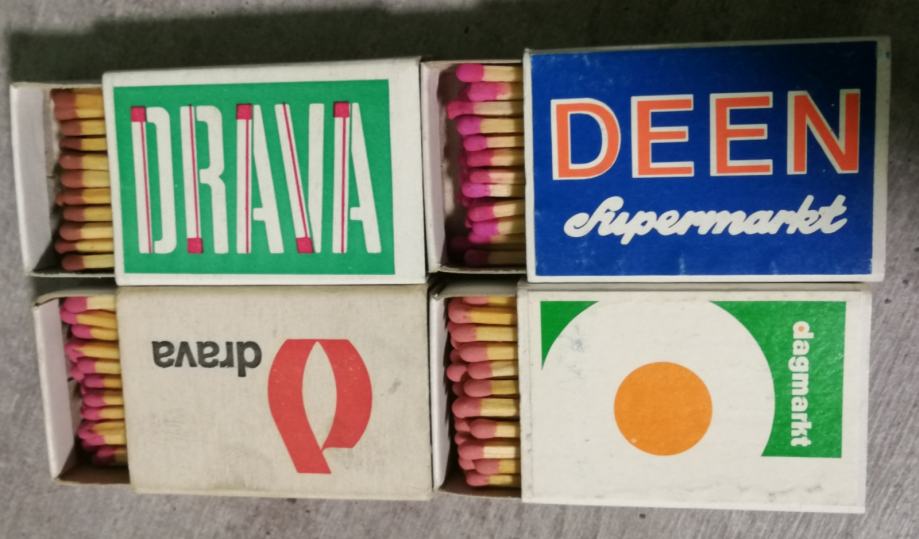 DRAVA
DEEN
Supermarkt
drava
dagmarkt